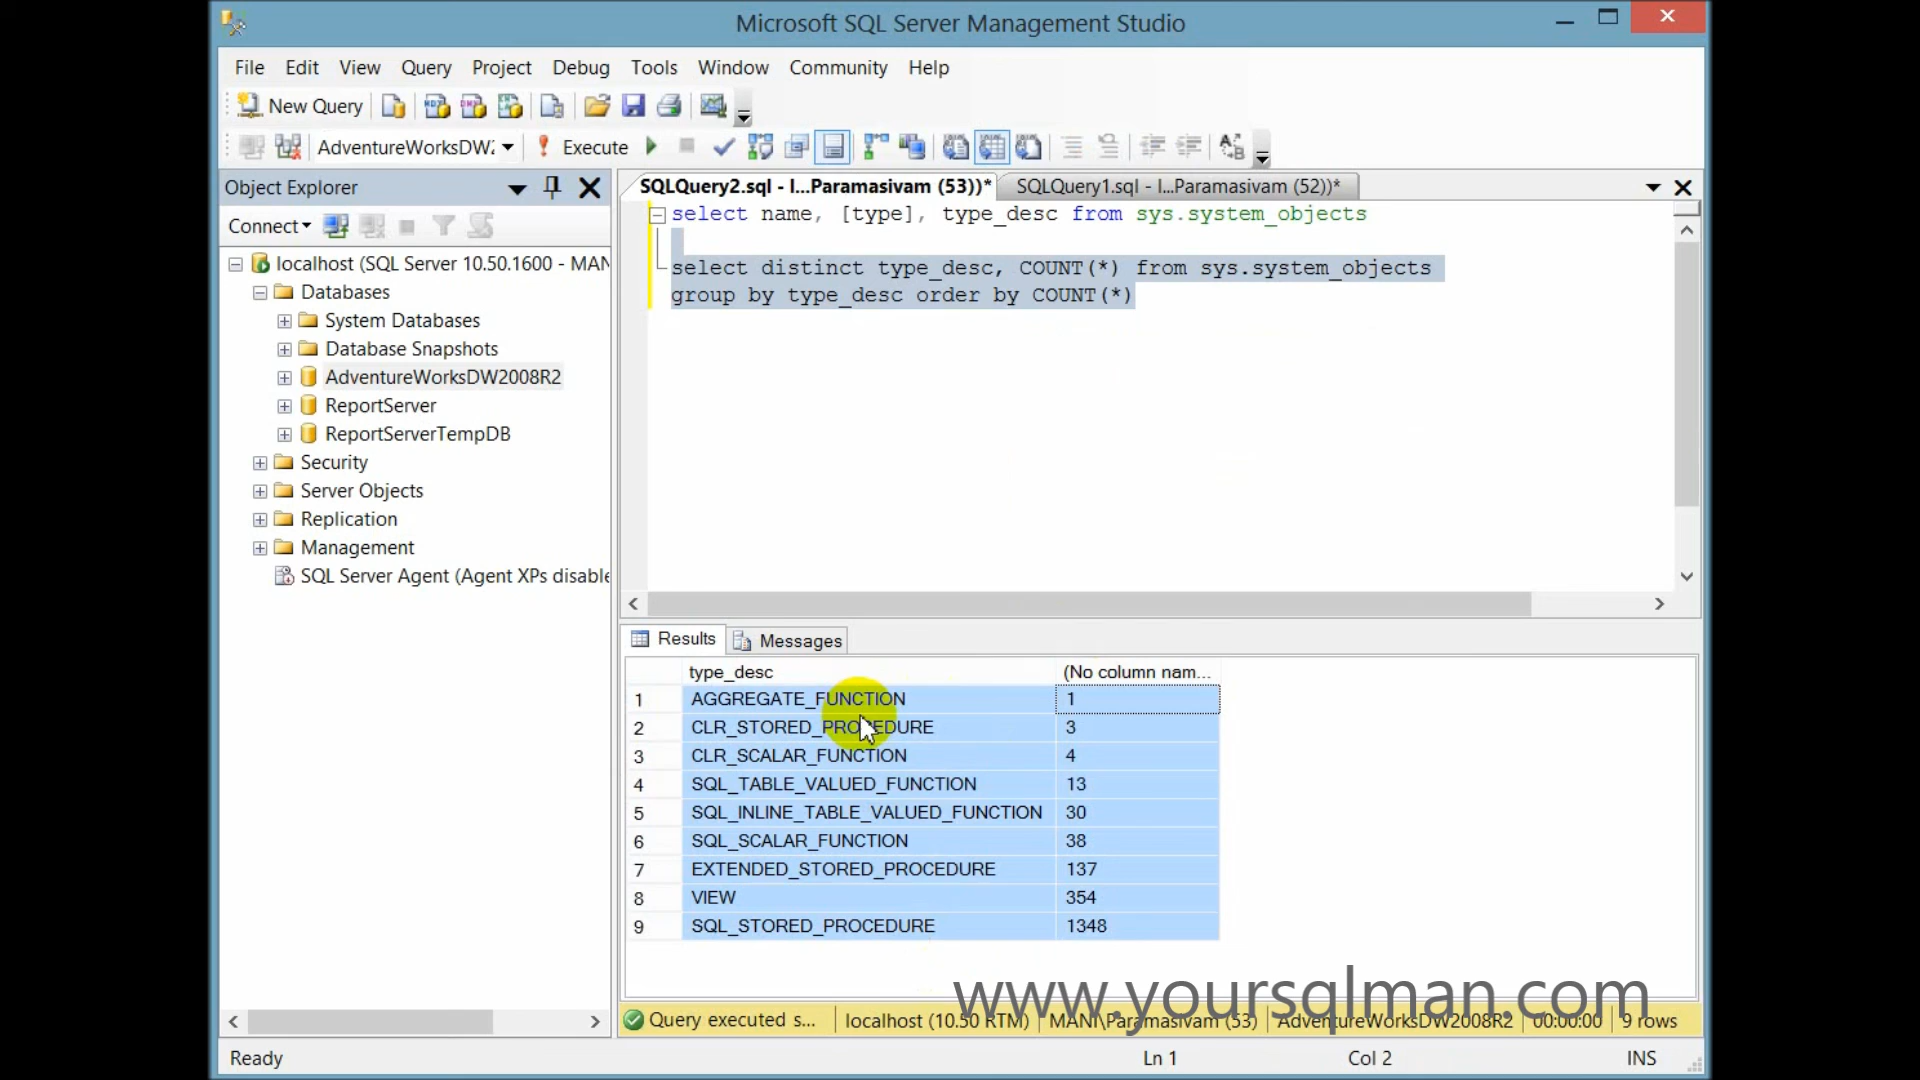 Microsoft SQL Server Management Studio
File Edit View Query Project Debug Tools Window Community Help
New Query
AdventureWorksDW: Execute
Object Explorer
SQLQuery2.sql - l...Paramasivam (53))* SQLQuery1.sql - l...Paramasivam (52))*
Connect
localhost (SQL Server 10.50.1600 - MAN
Databases
System Databases
Database Snapshots
AdventureWorksDW2008R2
ReportServer
ReportServerTempDB
Security
Server Objects
Replication
Management
SQL Server Agent (Agent XPs disable
select name, [type], type_desc from sys.system_objects
select distinct type_desc, COUNT(*) from sys.system_objects
group by type_desc order by COUNT(*)
Results Messages
type_desc (No column nam...
1 AGGREGATE_FUNCTION 1
2 CLR_STORED_PROCEDURE 3
3 CLR_SCALAR_FUNCTION 4
4 SQL_TABLE_VALUED_FUNCTION 13
5 SQL_INLINE_TABLE_VALUED_FUNCTION 30
6 SQL_SCALAR_FUNCTION 38
7 EXTENDED_STORED_PROCEDURE 137
8 VIEW 354
9 SQL_STORED_PROCEDURE 1348
www.yoursqlman.com
Query executed s... localhost (10.50 RTM) MANI\Paramasivam (53) AdventureWorksDW2008R2 00:00:00 9 rows
Ready Ln 1 Col 2 INS